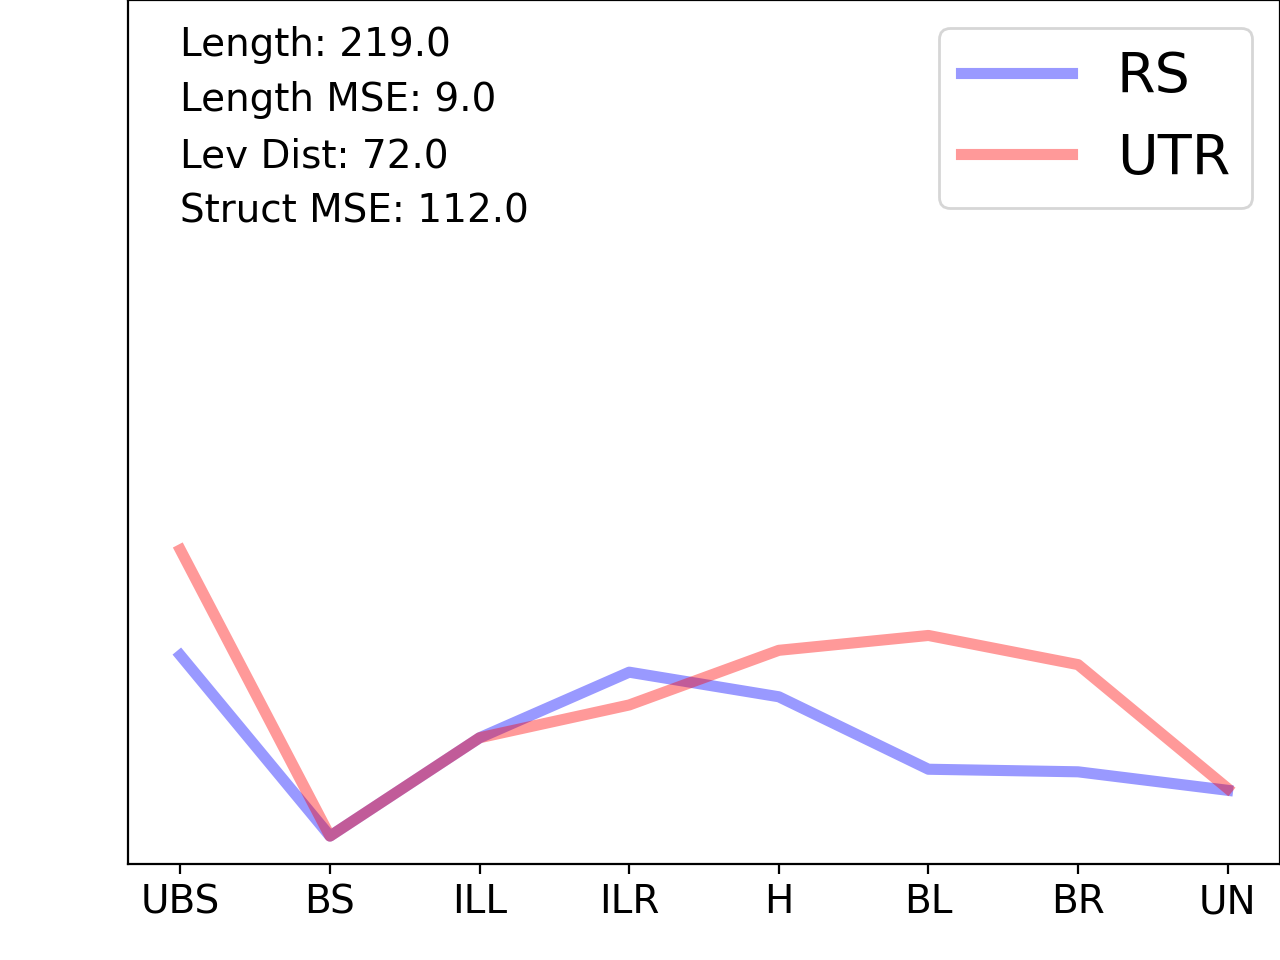 Length: 219.0
Length MSE: 9.0
Lev Dist: 72.0
Struct MSE: 112.0
RS
UTR
UBS BS ILL ILR H BL BR UN